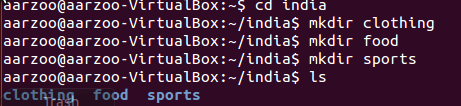 aarzoo@aarzoo-VirtualBox:~$ cd india
aarzoo@aarzoo-VirtualBox:~/india$ mkdir clothing
aarzoo@aarzoo-VirtualBox:~/india$ mkdir food
aarzoo@aarzoo-VirtualBox:~/india$ mkdir sports
aarzoo@aarzoo-VirtualBox:~/india$ ls
clothing food sports
Trash